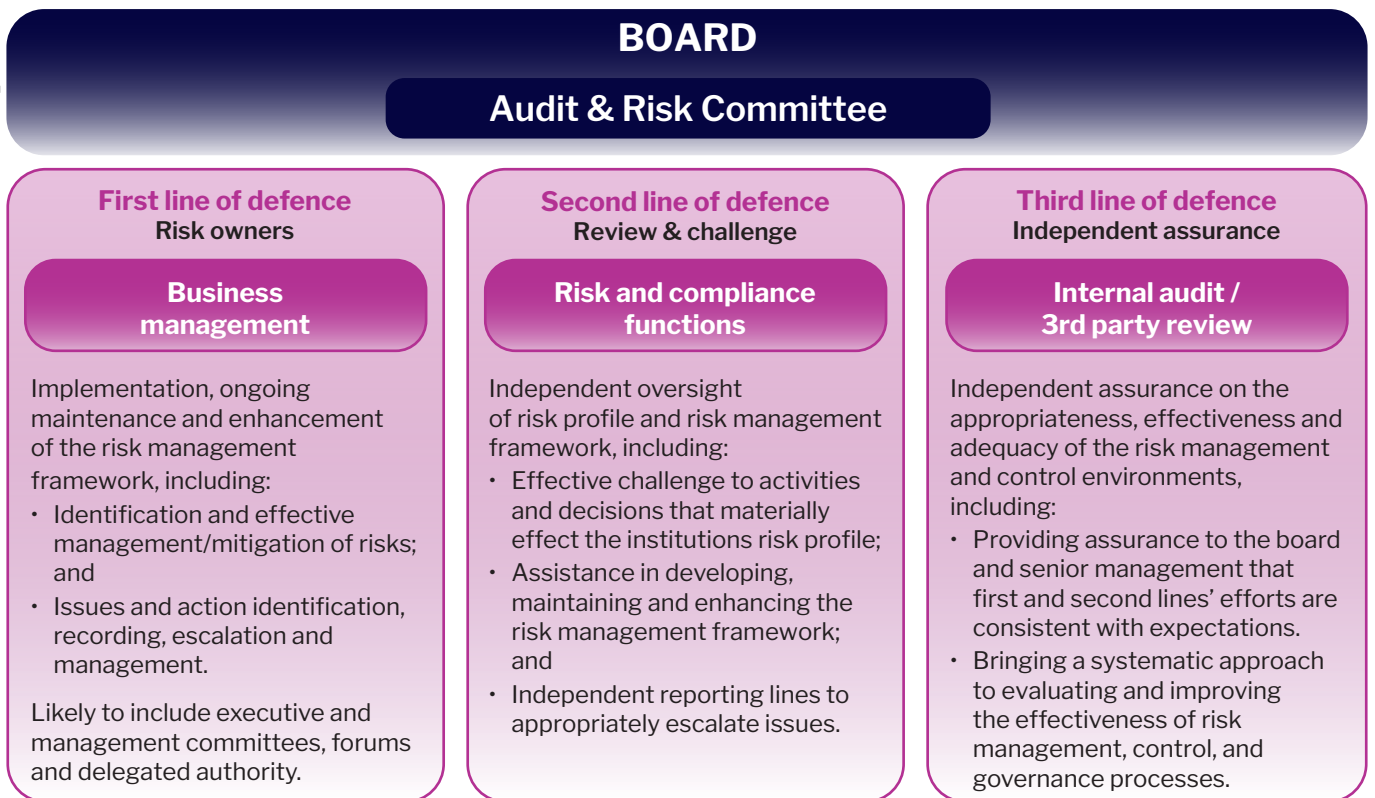 BOARD
Audit & Risk Committee
First line of defence
Risk owners
Business
management
Implementation, ongoing
maintenance and enhancement
of the risk management
framework, including:
• Identification and effective
management/mitigation of risks;
and
• Issues and action identification,
recording, escalation and
management.
Likely to include executive and
management committees, forums
and delegated authority.
Second line of defence
Review & challenge
Risk and compliance
functions
Independent oversight
of risk profile and risk management
framework, including:
• Effective challenge to activities
and decisions that materially
effect the institutions risk profile;
• Assistance in developing,
maintaining and enhancing the
risk management framework;
and
• Independent reporting lines to
appropriately escalate issues.
Third line of defence
Independent assurance
Internal audit /
3rd party review
Independent assurance on the
appropriateness, effectiveness and
adequacy of the risk management
and control environments,
including:
• Providing assurance to the board
and senior management that
first and second lines’ efforts are
consistent with expectations.
• Bringing a systematic approach
to evaluating and improving
the effectiveness of risk
management, control, and
governance processes.